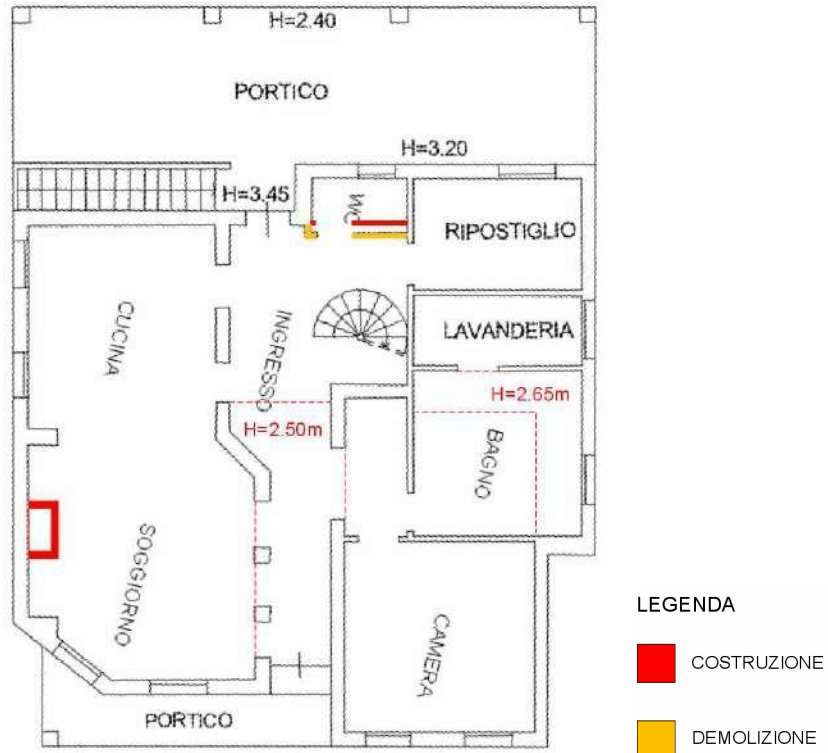 H=2.40
PORTICO
H=3.20
H=3.45
WC
RIPOSTIGLIO
CUCINA
INGRESSO
LAVANDERIA
H=2.65m
H=2.50m
BAGNO
SOGGIORNO
CAMERA
PORTICO
LEGENDA
COSTRUZIONE
DEMOLIZIONE